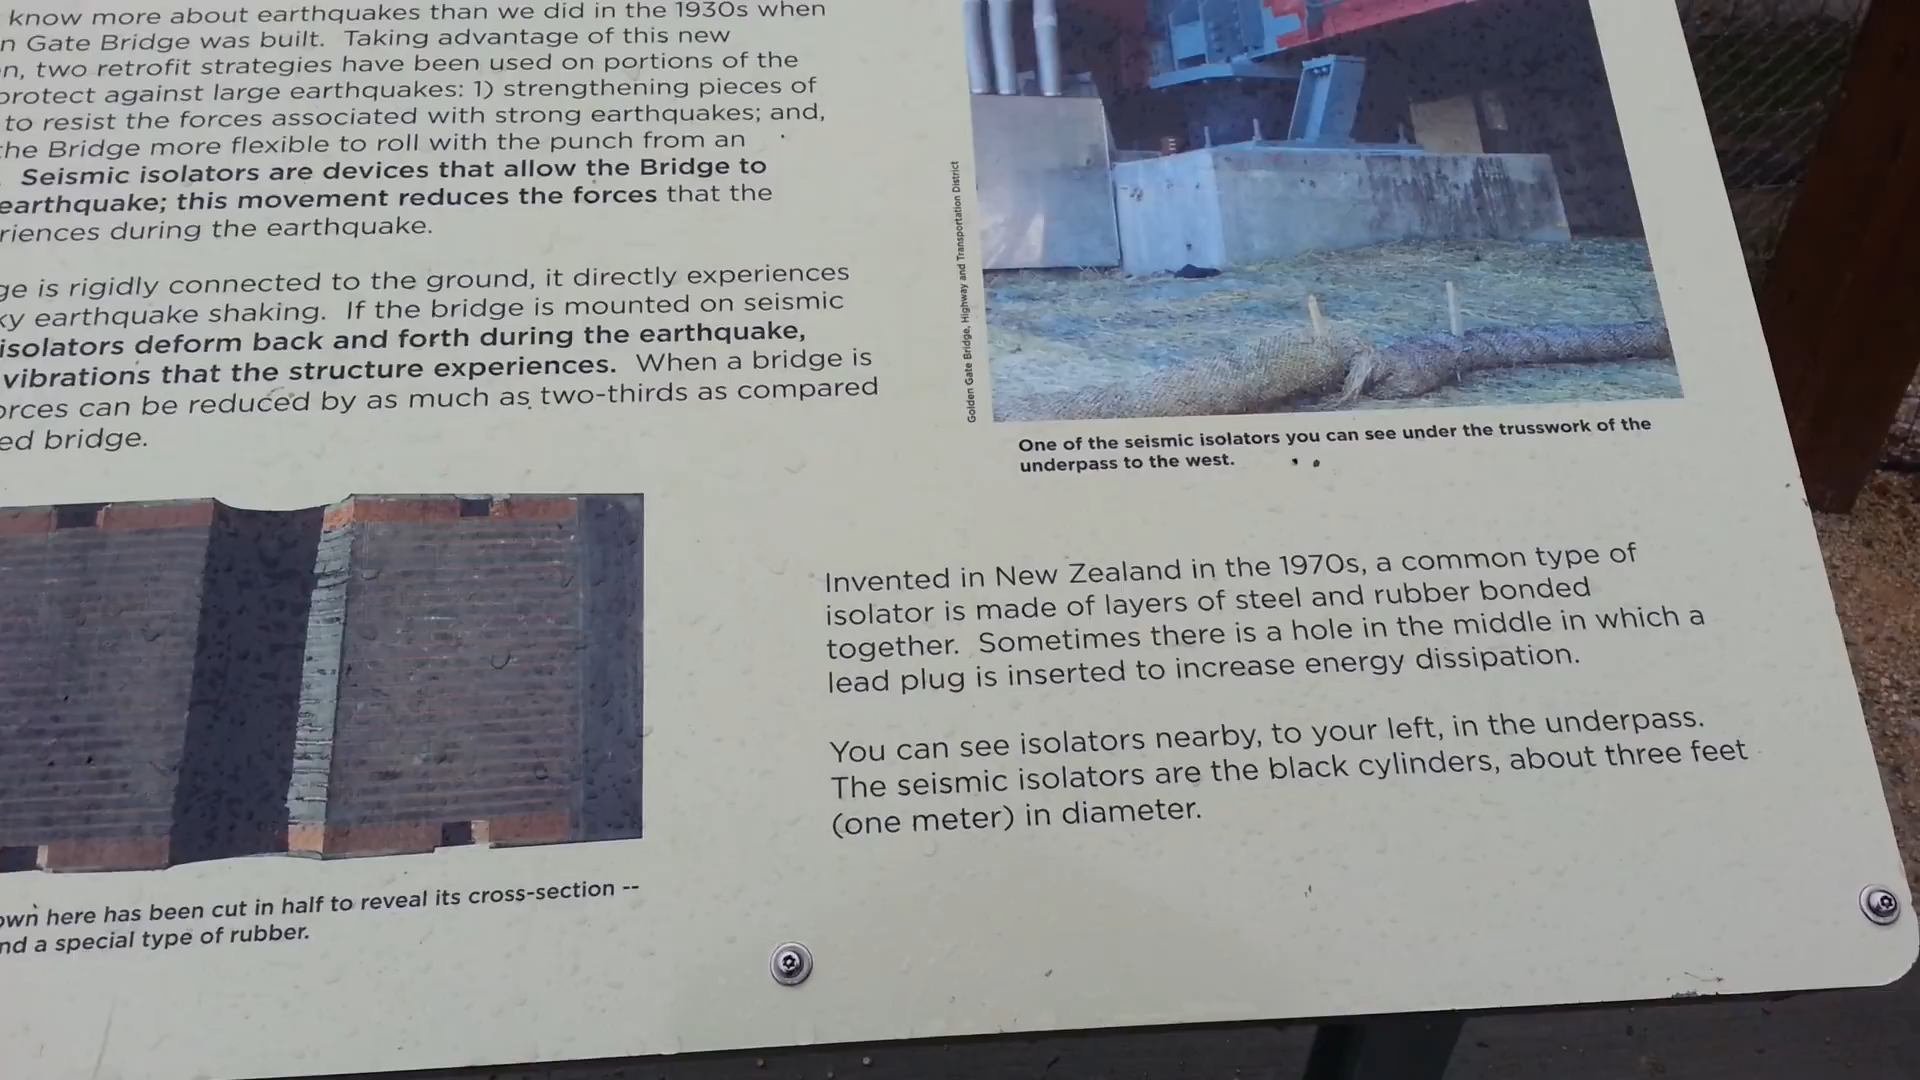 know more about earthquakes than we did in the 1930s when
n Gate Bridge was built. Taking advantage of this new
n, two retrofit strategies have been used on portions of the
protect against large earthquakes: 1) strengthening pieces of
to resist the forces associated with strong earthquakes; and,
the Bridge more flexible to roll with the punch from an
. Seismic isolators are devices that allow the Bridge to
earthquake; this movement reduces the forces that the
riences during the earthquake.
ge is rigidly connected to the ground, it directly experiences
ky earthquake shaking. If the bridge is mounted on seismic
isolators deform back and forth during the earthquake,
vibrations that the structure experiences. When a bridge is
orces can be reduced by as much as two-thirds as compared
ed bridge.
own here has been cut in half to reveal its cross-section --
nd a special type of rubber.
Golden Gate Bridge, Highway and Transportation District
One of the seismic isolators you can see under the trusswork of the
underpass to the west.
Invented in New Zealand in the 1970s, a common type of
isolator is made of layers of steel and rubber bonded
together. Sometimes there is a hole in the middle in which a
lead plug is inserted to increase energy dissipation.
You can see isolators nearby, to your left, in the underpass.
The seismic isolators are the black cylinders, about three feet
(one meter) in diameter.